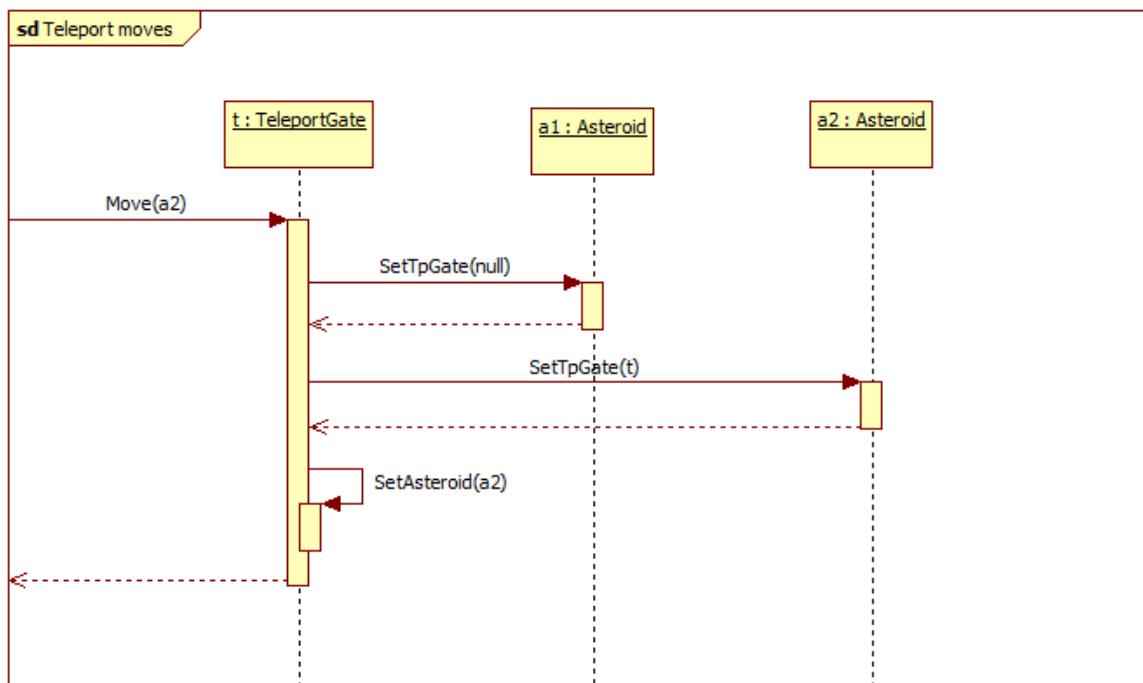 sd Teleport moves
t : TeleportGate
a1 : Asteroid
a2 : Asteroid
Move(a2)
SetTpGate(null)
SetTpGate(t)
SetAsteroid(a2)